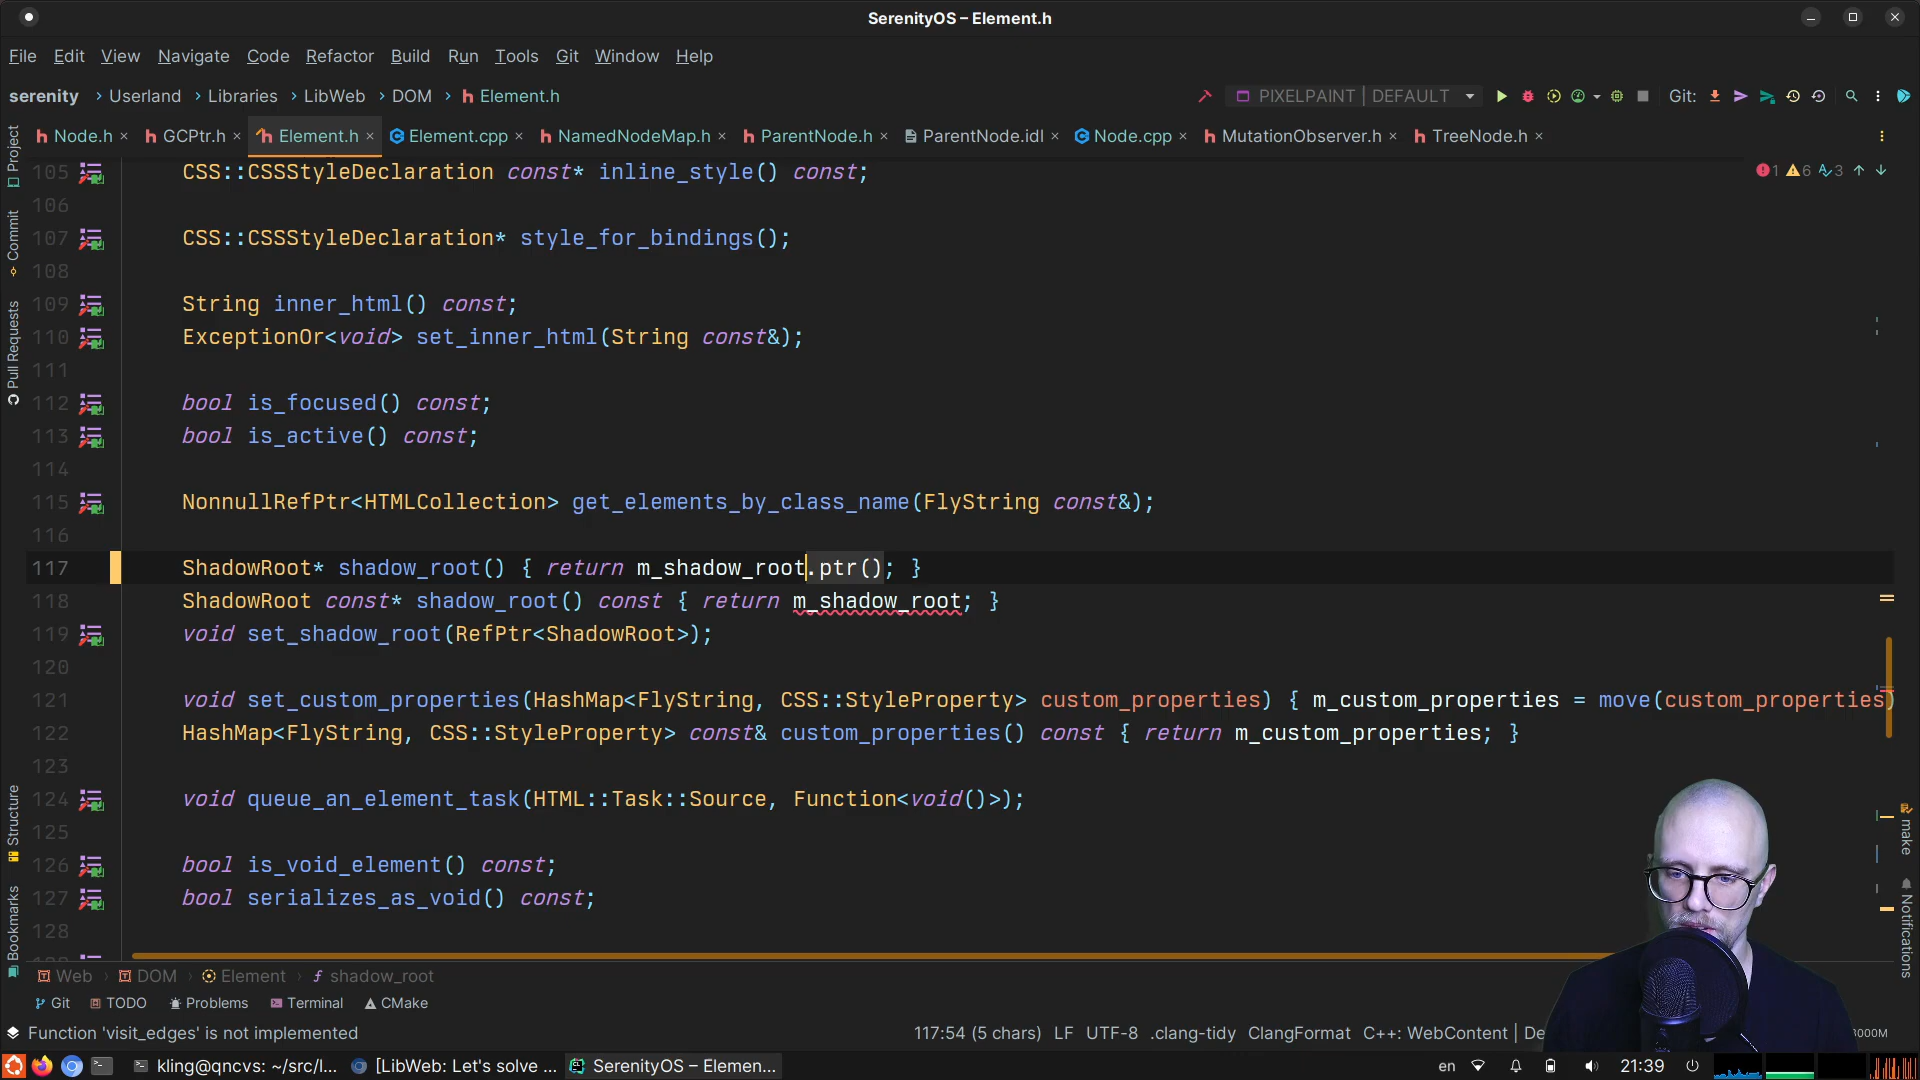 SerenityOS – Element.h
File Edit View Navigate Code Refactor Build Run Tools Git Window Help
serenity › Userland › Libraries › LibWeb › DOM › Element.h
PIXELPAINT | DEFAULT
Git:
Node.h × GCPtr.h × Element.h × Element.cpp × NamedNodeMap.h × ParentNode.h × ParentNode.idl × Node.cpp × MutationObserver.h × TreeNode.h ×
1 6 3
Project
Commit
Pull Requests
Structure
Bookmarks
make
Notifications
105 CSS::CSSStyleDeclaration const* inline_style() const;
106
107 CSS::CSSStyleDeclaration* style_for_bindings();
108
109 String inner_html() const;
110 ExceptionOr<void> set_inner_html(String const&);
111
112 bool is_focused() const;
113 bool is_active() const;
114
115 NonnullRefPtr<HTMLCollection> get_elements_by_class_name(FlyString const&);
116
117 ShadowRoot* shadow_root() { return m_shadow_root.ptr(); }
118 ShadowRoot const* shadow_root() const { return m_shadow_root; }
119 void set_shadow_root(RefPtr<ShadowRoot>);
120
121 void set_custom_properties(HashMap<FlyString, CSS::StyleProperty> custom_properties) { m_custom_properties = move(custom_properties)
122 HashMap<FlyString, CSS::StyleProperty> const& custom_properties() const { return m_custom_properties; }
123
124 void queue_an_element_task(HTML::Task::Source, Function<void()>);
125
126 bool is_void_element() const;
127 bool serializes_as_void() const;
128
Web › DOM › Element › shadow_root
Git TODO Problems Terminal CMake
Function 'visit_edges' is not implemented
117:54 (5 chars) LF UTF-8 .clang-tidy ClangFormat C++: WebContent | De
kling@qncvs: ~/src/l... [LibWeb: Let's solve ... SerenityOS – Elemen...
en 21:39